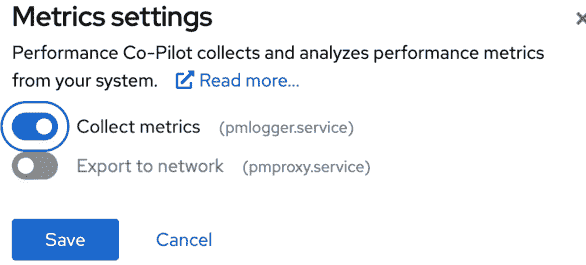 Metrics settings
Performance Co-Pilot collects and analyzes performance metrics
from your system. Read more...
Collect metrics (pmlogger.service)
Export to network (pmproxy.service)
Save Cancel